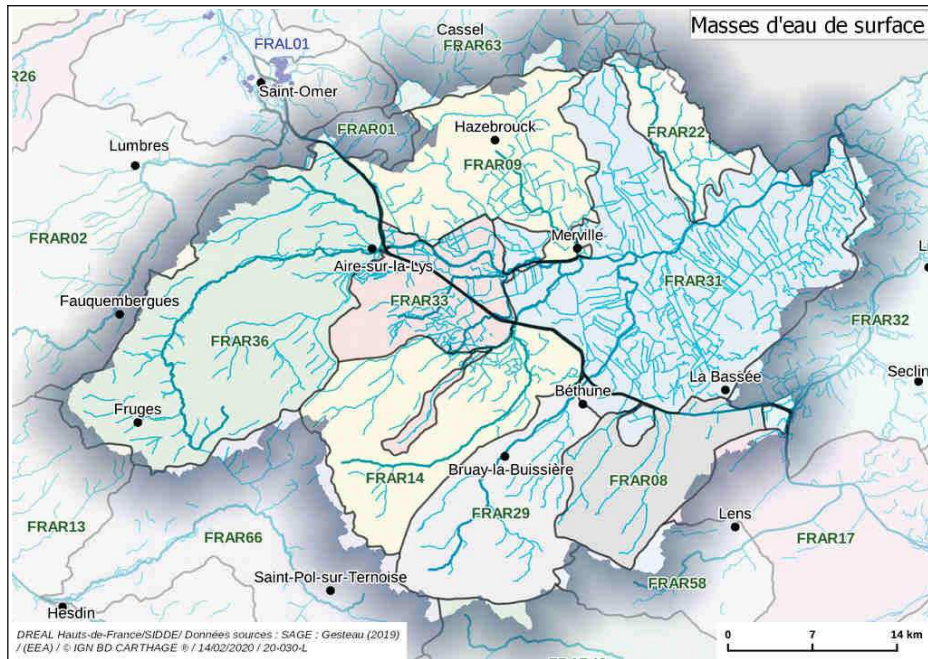 Masses d'eau de surface
Cassel
FRAR63
FRAL01
R26
Saint-Omer
FRAR01
Hazebrouck
FRAR22
Lumbres
FRAR09
FRAR02
Merville
Aire-sur-la-Lys
FRAR31
Fauquembergues
FRAR33
FRAR32
FRAR36
La Bassée
Seclin
Béthune
Fruges
Bruay-la-Buissière
FRAR14
FRAR08
FRAR29
Lens
FRAR13
FRAR66
FRAR17
Saint-Pol-sur-Ternoise
FRAR58
Hesdin
DREAL Hauts-de-France/SIDDE/ Données sources : SAGE : Gesteau (2019)
/ (EEA) / © IGN BD CARTHAGE ® / 14/02/2020 / 20-030-L
0 7 14 km